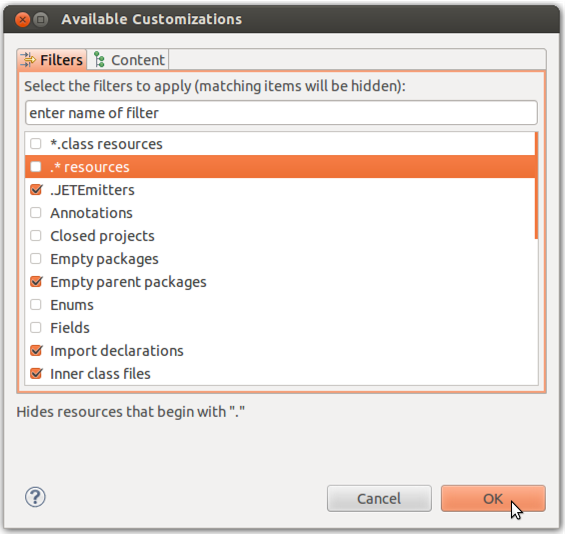 Available Customizations
Filters Content
Select the filters to apply (matching items will be hidden):
enter name of filter
*.class resources
.* resources
.JETEmitters
Annotations
Closed projects
Empty packages
Empty parent packages
Enums
Fields
Import declarations
Inner class files
Hides resources that begin with "."
? Cancel OK